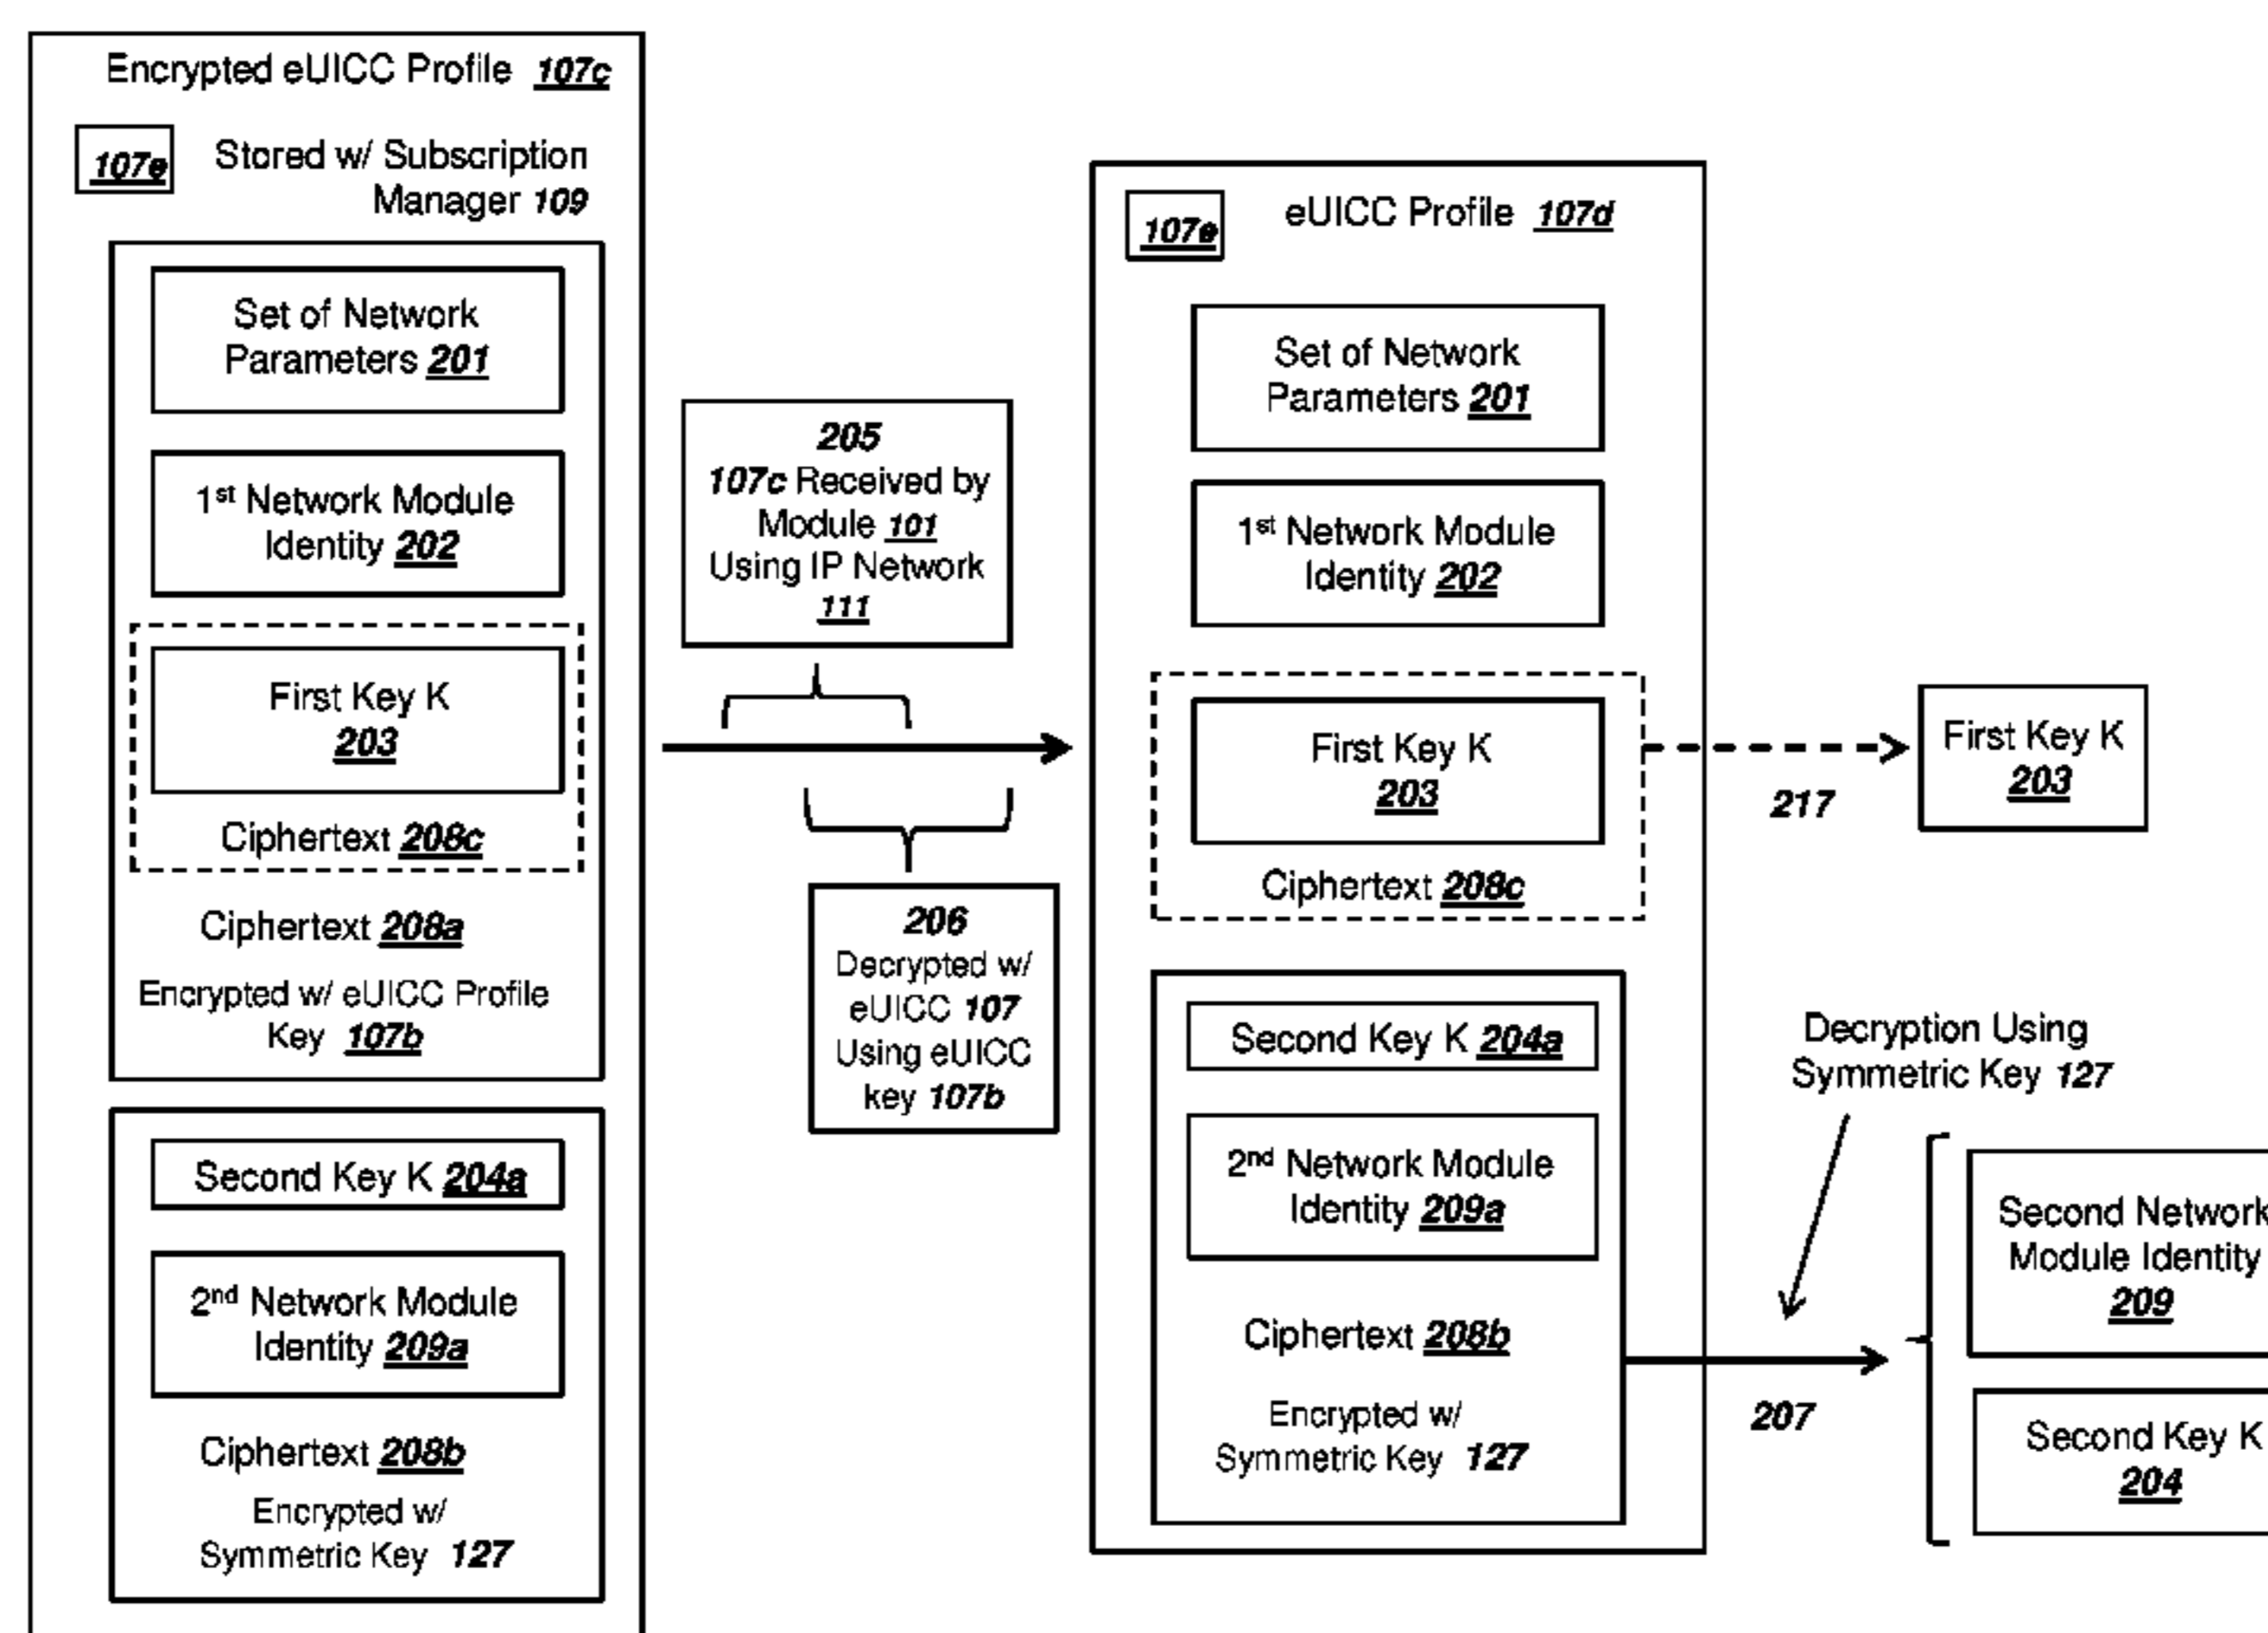 Encrypted eUICC Profile 107c
107e
Stored w/ Subscription
Manager 109
Set of Network
Parameters 201
1st Network Module
Identity 202
First Key K
203
Ciphertext 208c
Ciphertext 208a
Encrypted w/ eUICC Profile
Key 107b
Second Key K 204a
2nd Network Module
Identity 209a
Ciphertext 208b
Encrypted w/
Symmetric Key 127
205
107c Received by
Module 101
Using IP Network
111
206
Decrypted w/
eUICC 107
Using eUICC
key 107b
107e
eUICC Profile 107d
Set of Network
Parameters 201
1st Network Module
Identity 202
First Key K
203
Ciphertext 208c
Second Key K 204a
2nd Network Module
Identity 209a
Ciphertext 208b
Encrypted w/
Symmetric Key 127
217
First Key K
203
Decryption Using
Symmetric Key 127
207
Second Network
Module Identity
209
Second Key K
204